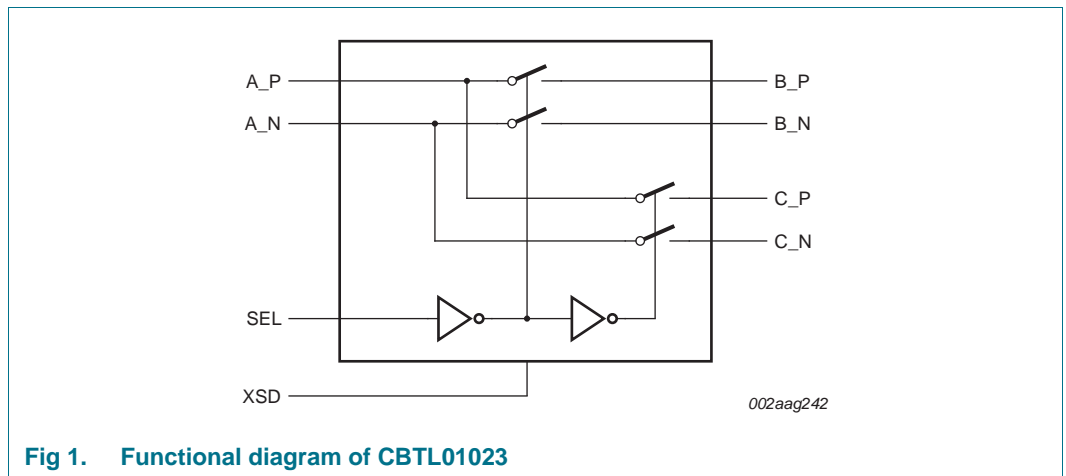 A_P
B_P
A_N
B_N
C_P
C_N
SEL
XSD
002aag242
Fig 1. Functional diagram of CBTL01023